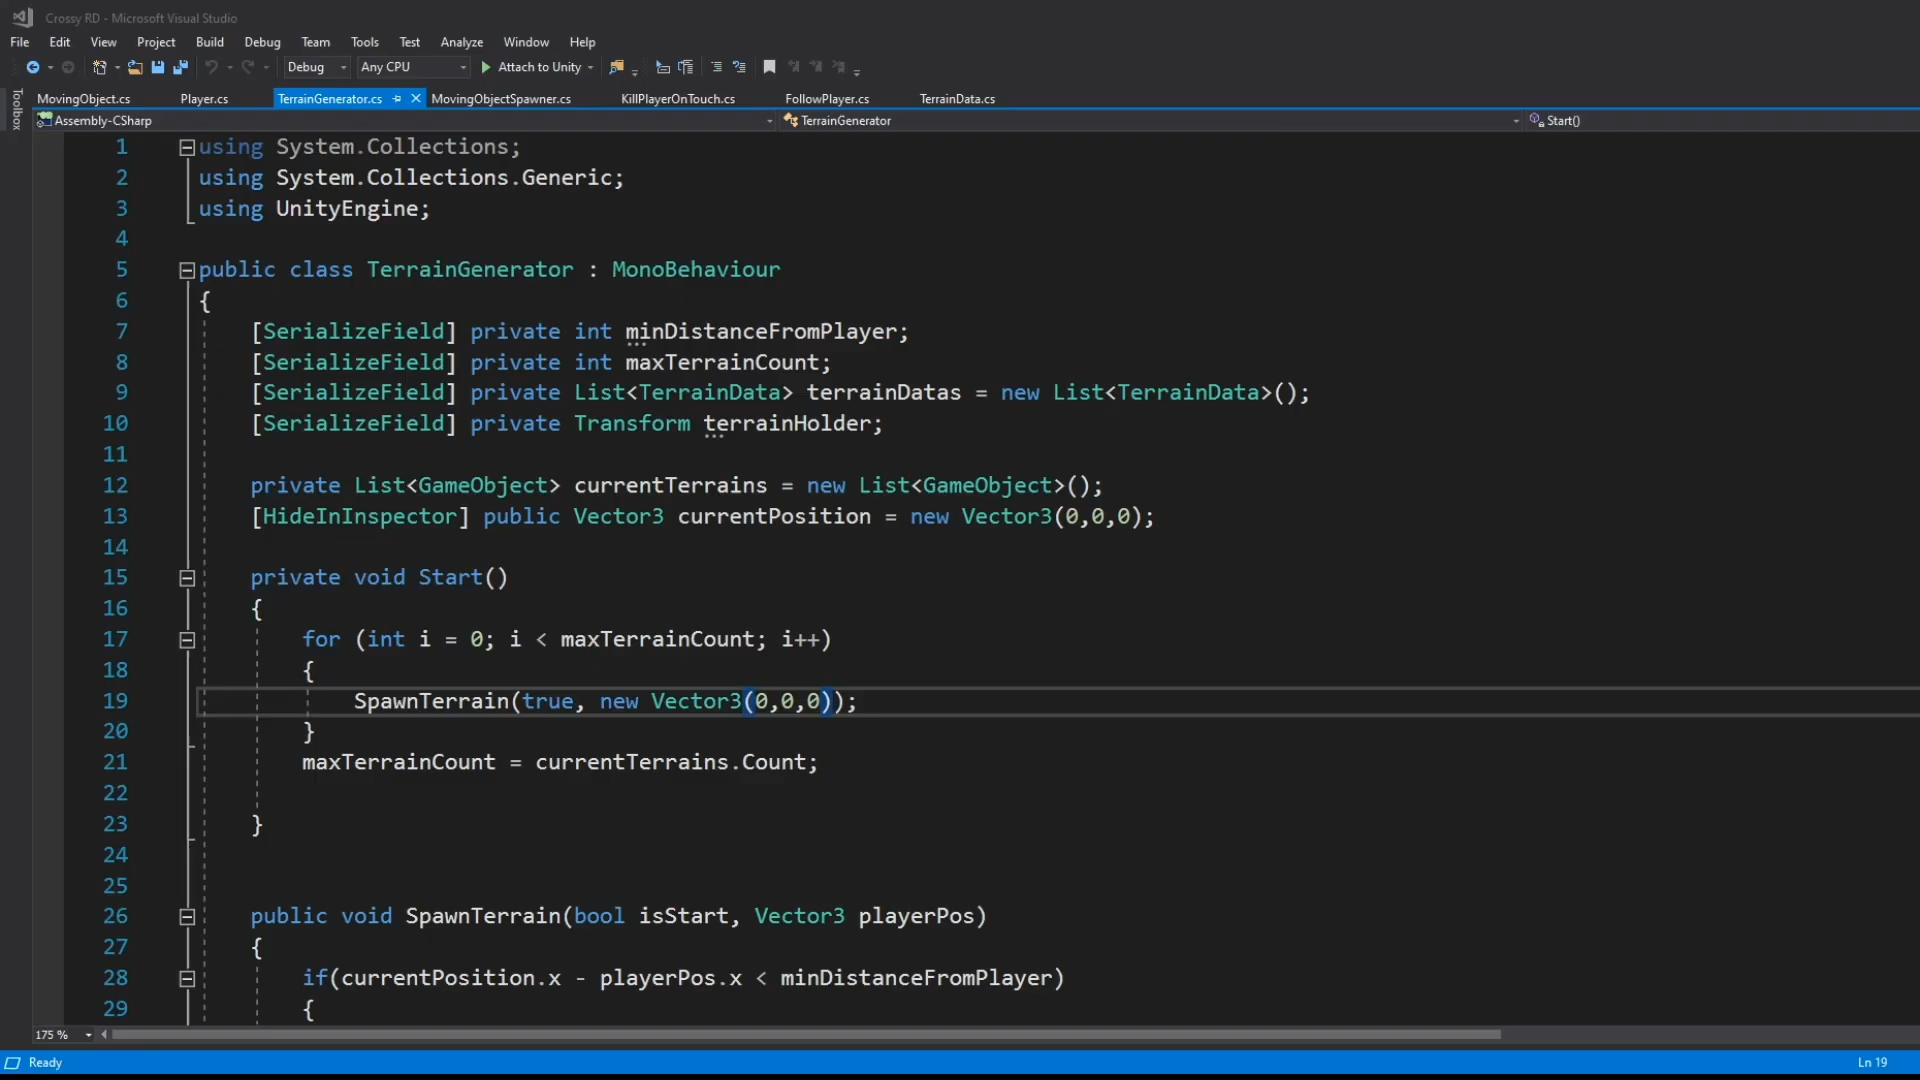 Crossy RD - Microsoft Visual Studio
File Edit View Project Build Debug Team Tools Test Analyze Window Help
Debug Any CPU Attach to Unity
Toolbox
MovingObject.cs Player.cs TerrainGenerator.cs MovingObjectSpawner.cs KillPlayerOnTouch.cs FollowPlayer.cs TerrainData.cs
Assembly-CSharp TerrainGenerator Start()
1 using System.Collections;
2 using System.Collections.Generic;
3 using UnityEngine;
4
5 public class TerrainGenerator : MonoBehaviour
6 {
7 [SerializeField] private int minDistanceFromPlayer;
8 [SerializeField] private int maxTerrainCount;
9 [SerializeField] private List<TerrainData> terrainDatas = new List<TerrainData>();
10 [SerializeField] private Transform terrainHolder;
11
12 private List<GameObject> currentTerrains = new List<GameObject>();
13 [HideInInspector] public Vector3 currentPosition = new Vector3(0,0,0);
14
15 private void Start()
16 {
17 for (int i = 0; i < maxTerrainCount; i++)
18 {
19 SpawnTerrain(true, new Vector3(0,0,0));
20 }
21 maxTerrainCount = currentTerrains.Count;
22
23 }
24
25
26 public void SpawnTerrain(bool isStart, Vector3 playerPos)
27 {
28 if(currentPosition.x - playerPos.x < minDistanceFromPlayer)
29 {
175 %
Ready Ln 19